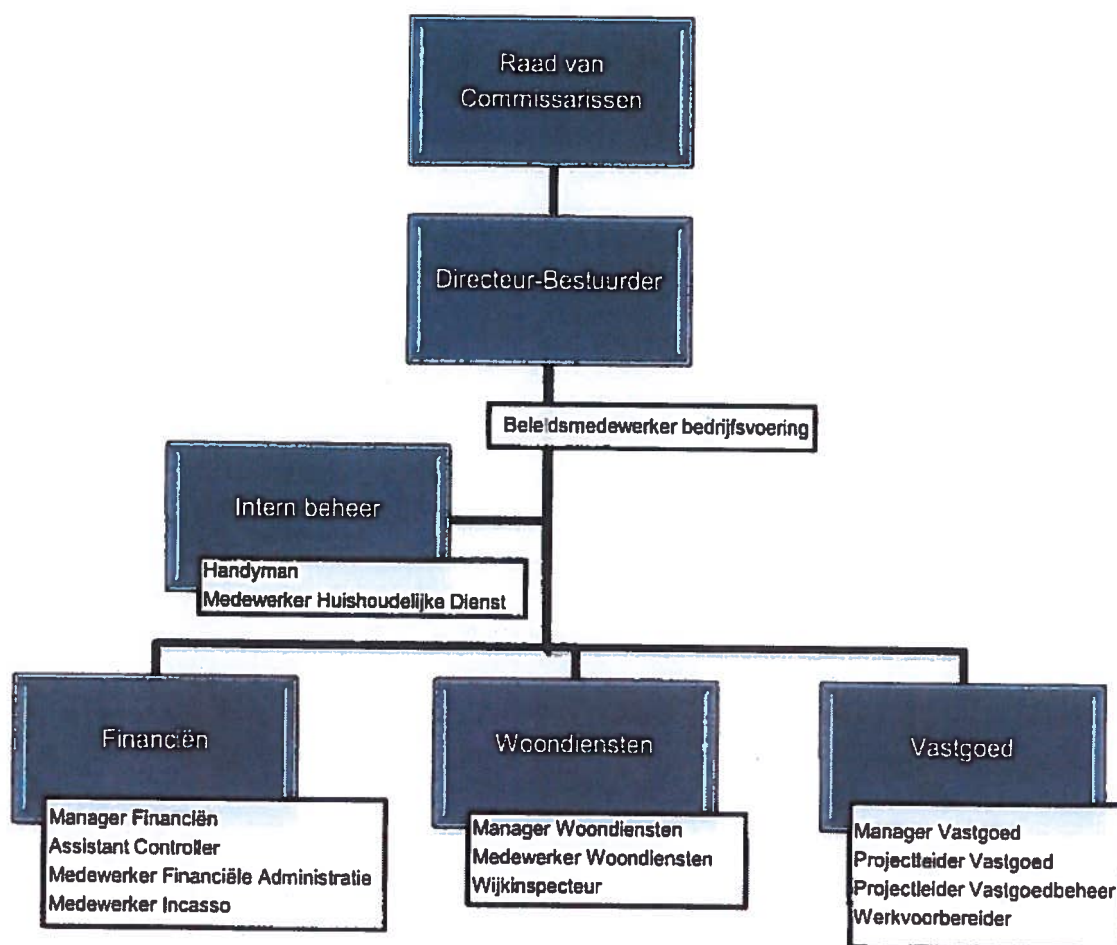 Raad van
Commissarissen
Directeur-Bestuurder
Beleidsmedewerker bedrijfsvoering
Intern beheer
Handyman
Medewerker Huishoudelijke Dienst
Financiën
Manager Financiën
Assistant Controller
Medewerker Financiële Administratie
Medewerker Incasso
Woondiensten
Manager Woondiensten
Medewerker Woondiensten
Wijkinspecteur
Vastgoed
Manager Vastgoed
Projectleider Vastgoed
Projectleider Vastgoedbeheer
Werkvoorbereider